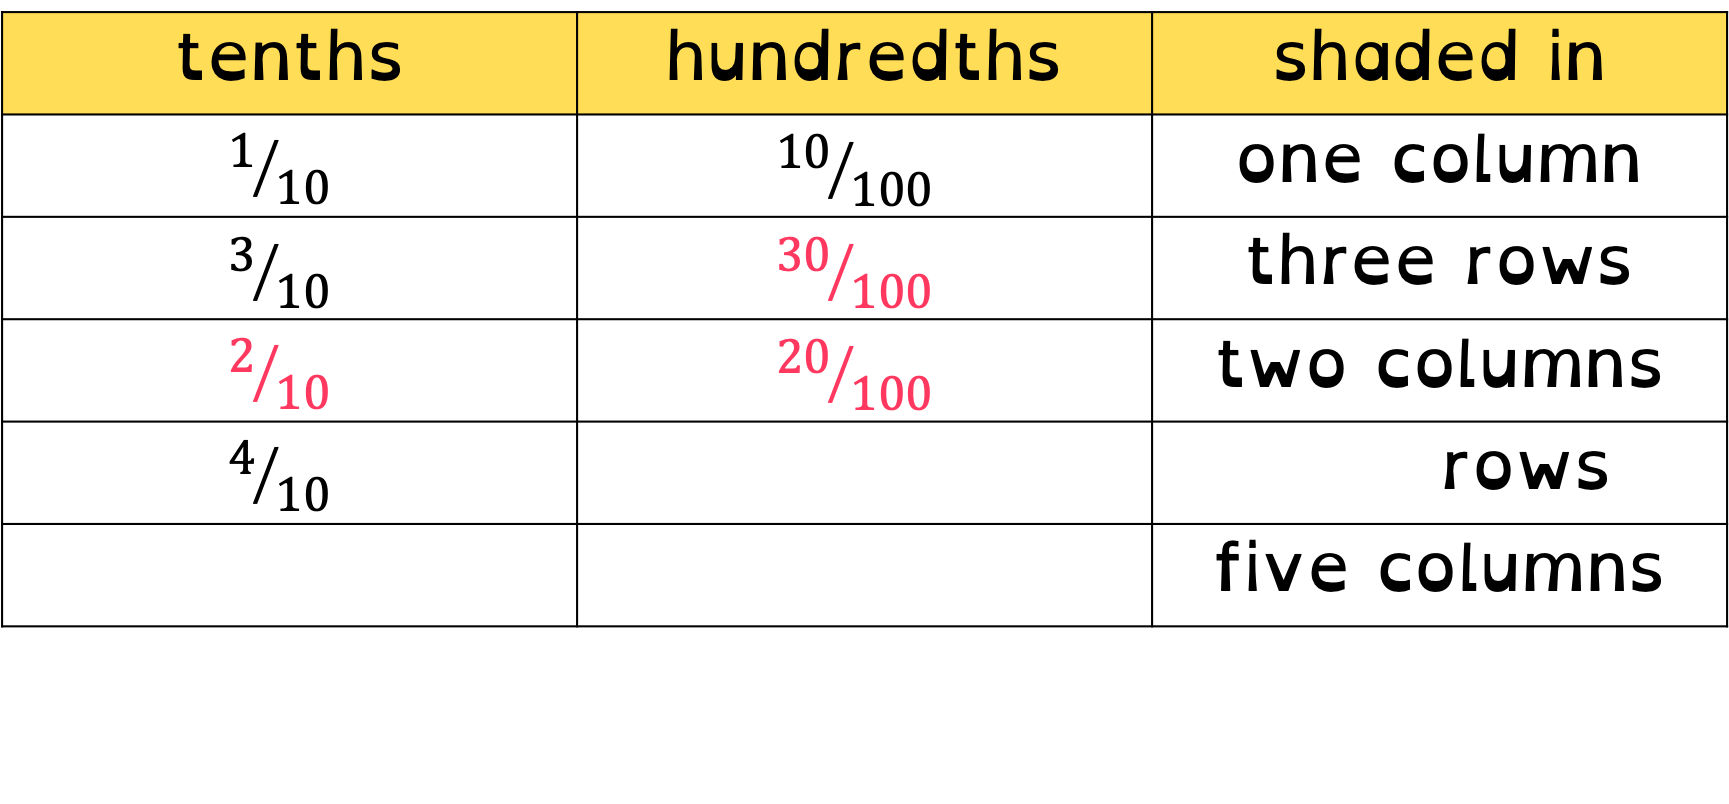 tenths hundredths shaded in
1/10 10/100 one column
3/10 30/100 three rows
2/10 20/100 two columns
4/10 rows
five columns